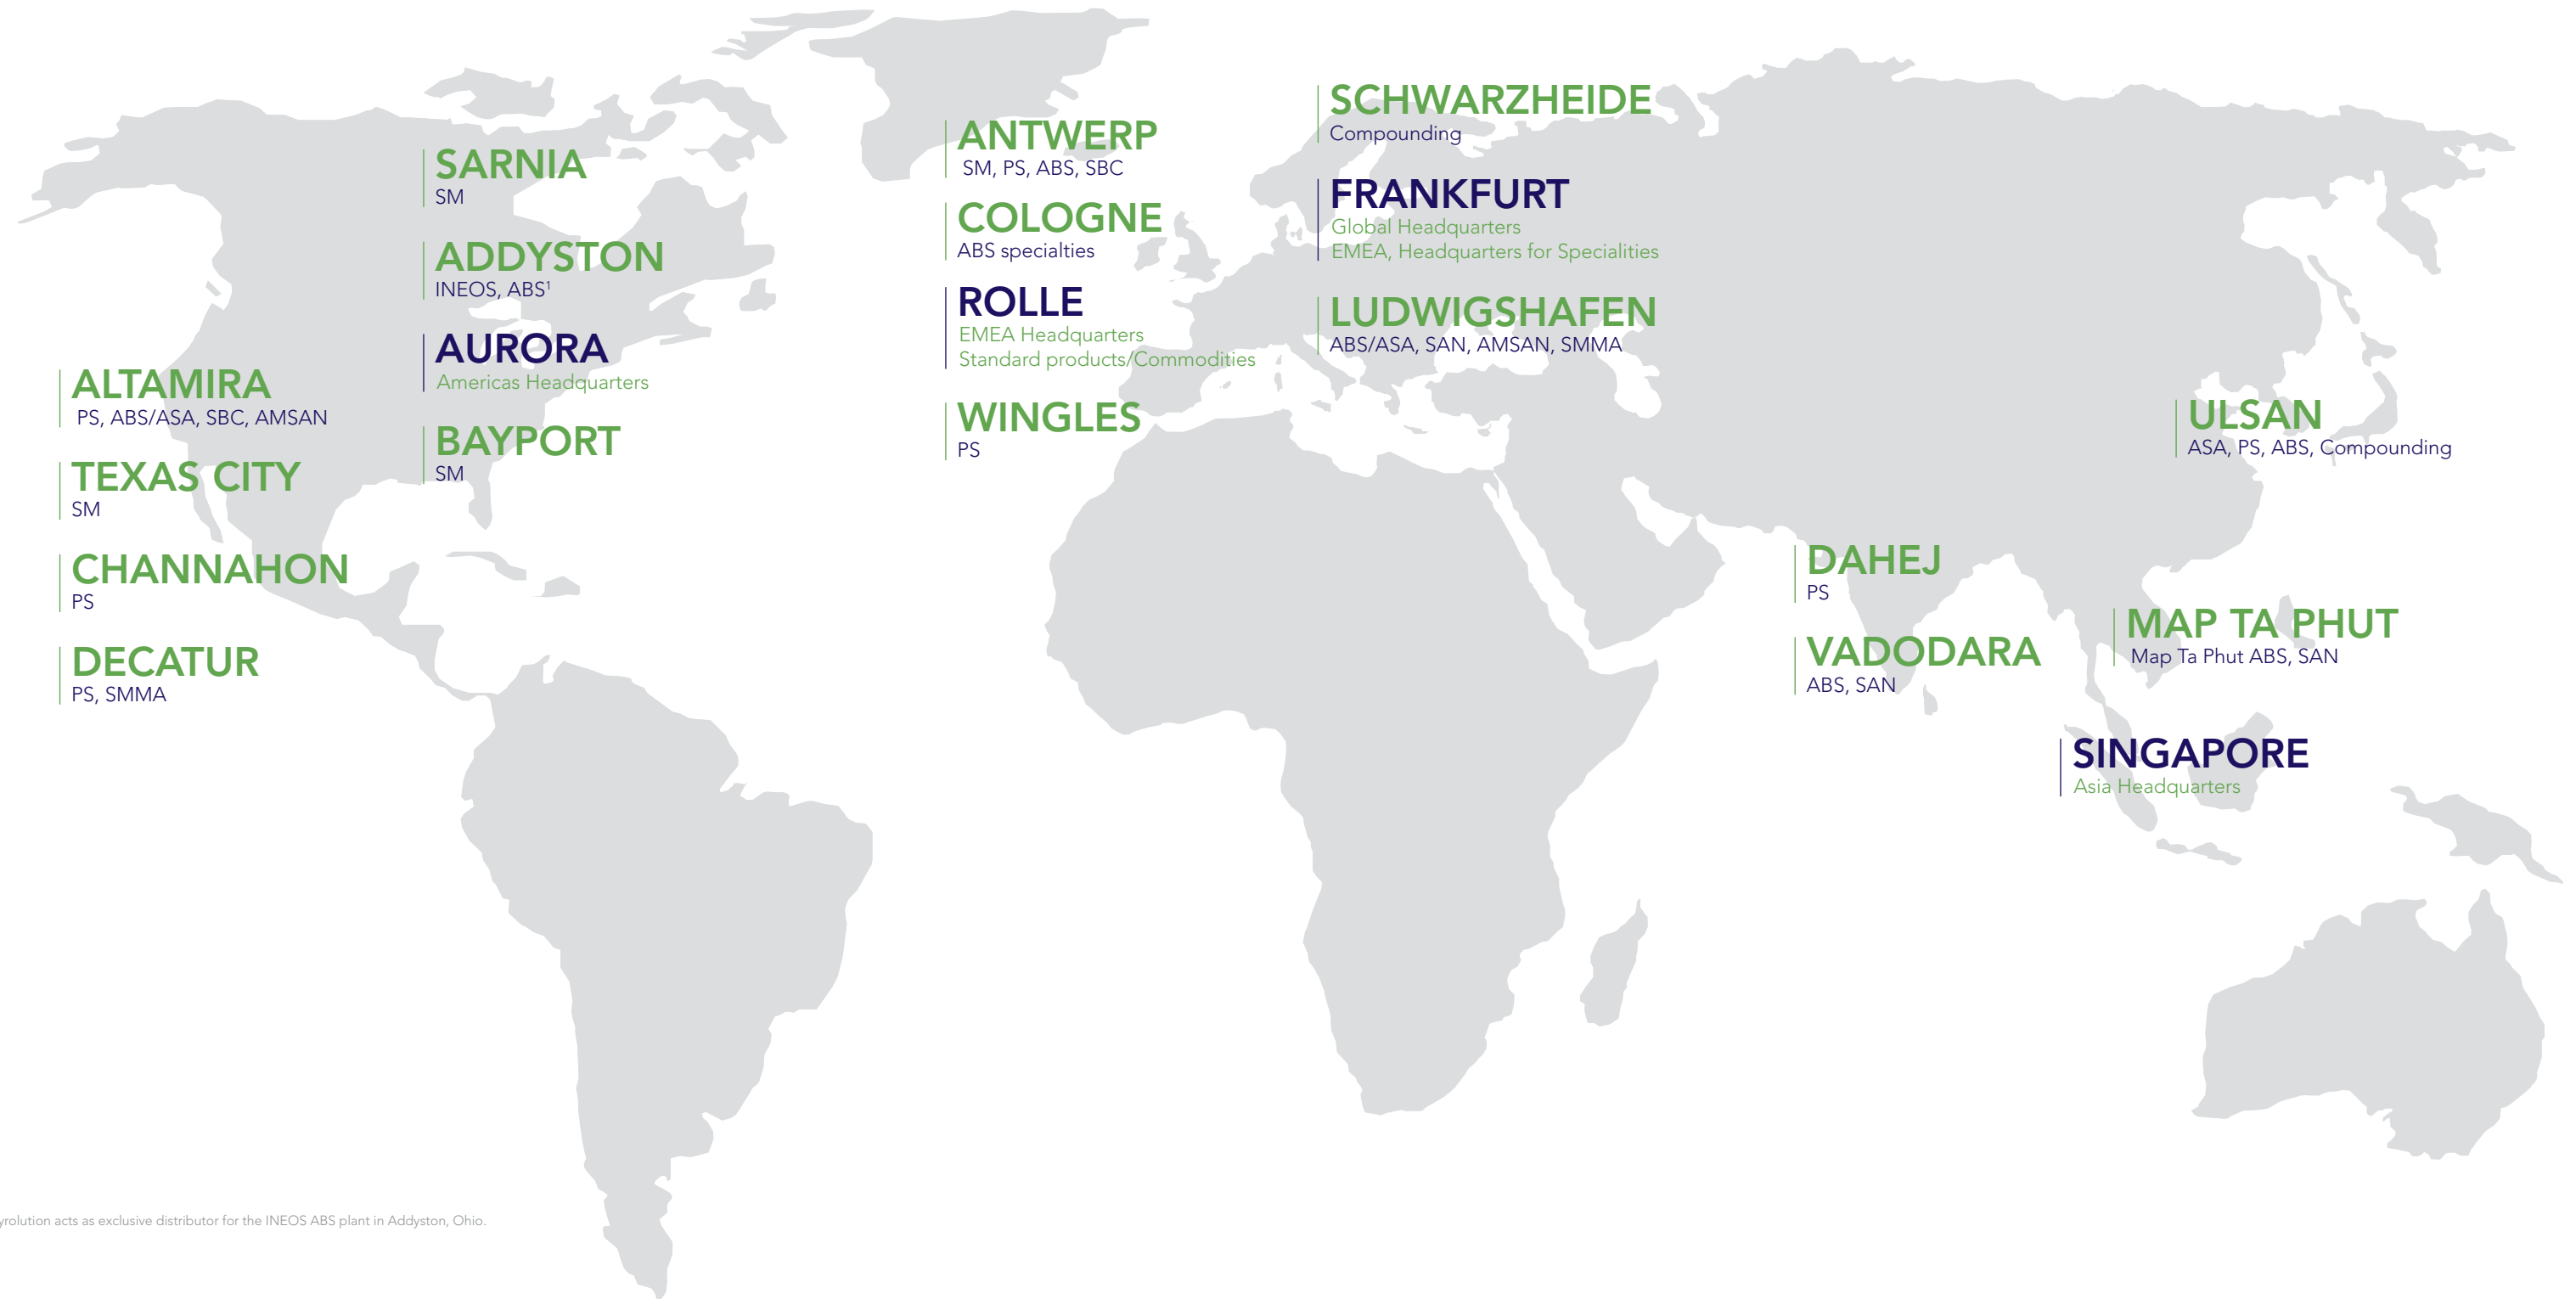 SARNIA
SM
ADDYSTON
INEOS, ABS¹
AURORA
Americas Headquarters
BAYPORT
SM
ALTAMIRA
PS, ABS/ASA, SBC, AMSAN
TEXAS CITY
SM
CHANNAHON
PS
DECATUR
PS, SMMA
ANTWERP
SM, PS, ABS, SBC
COLOGNE
ABS specialties
ROLLE
EMEA Headquarters
Standard products/Commodities
WINGLES
PS
SCHWARZHEIDE
Compounding
FRANKFURT
Global Headquarters
EMEA, Headquarters for Specialities
LUDWIGSHAFEN
ABS/ASA, SAN, AMSAN, SMMA
ULSAN
ASA, PS, ABS, Compounding
DAHEJ
PS
VADODARA
ABS, SAN
MAP TA PHUT
Map Ta Phut ABS, SAN
SINGAPORE
Asia Headquarters
yrolution acts as exclusive distributor for the INEOS ABS plant in Addyston, Ohio.